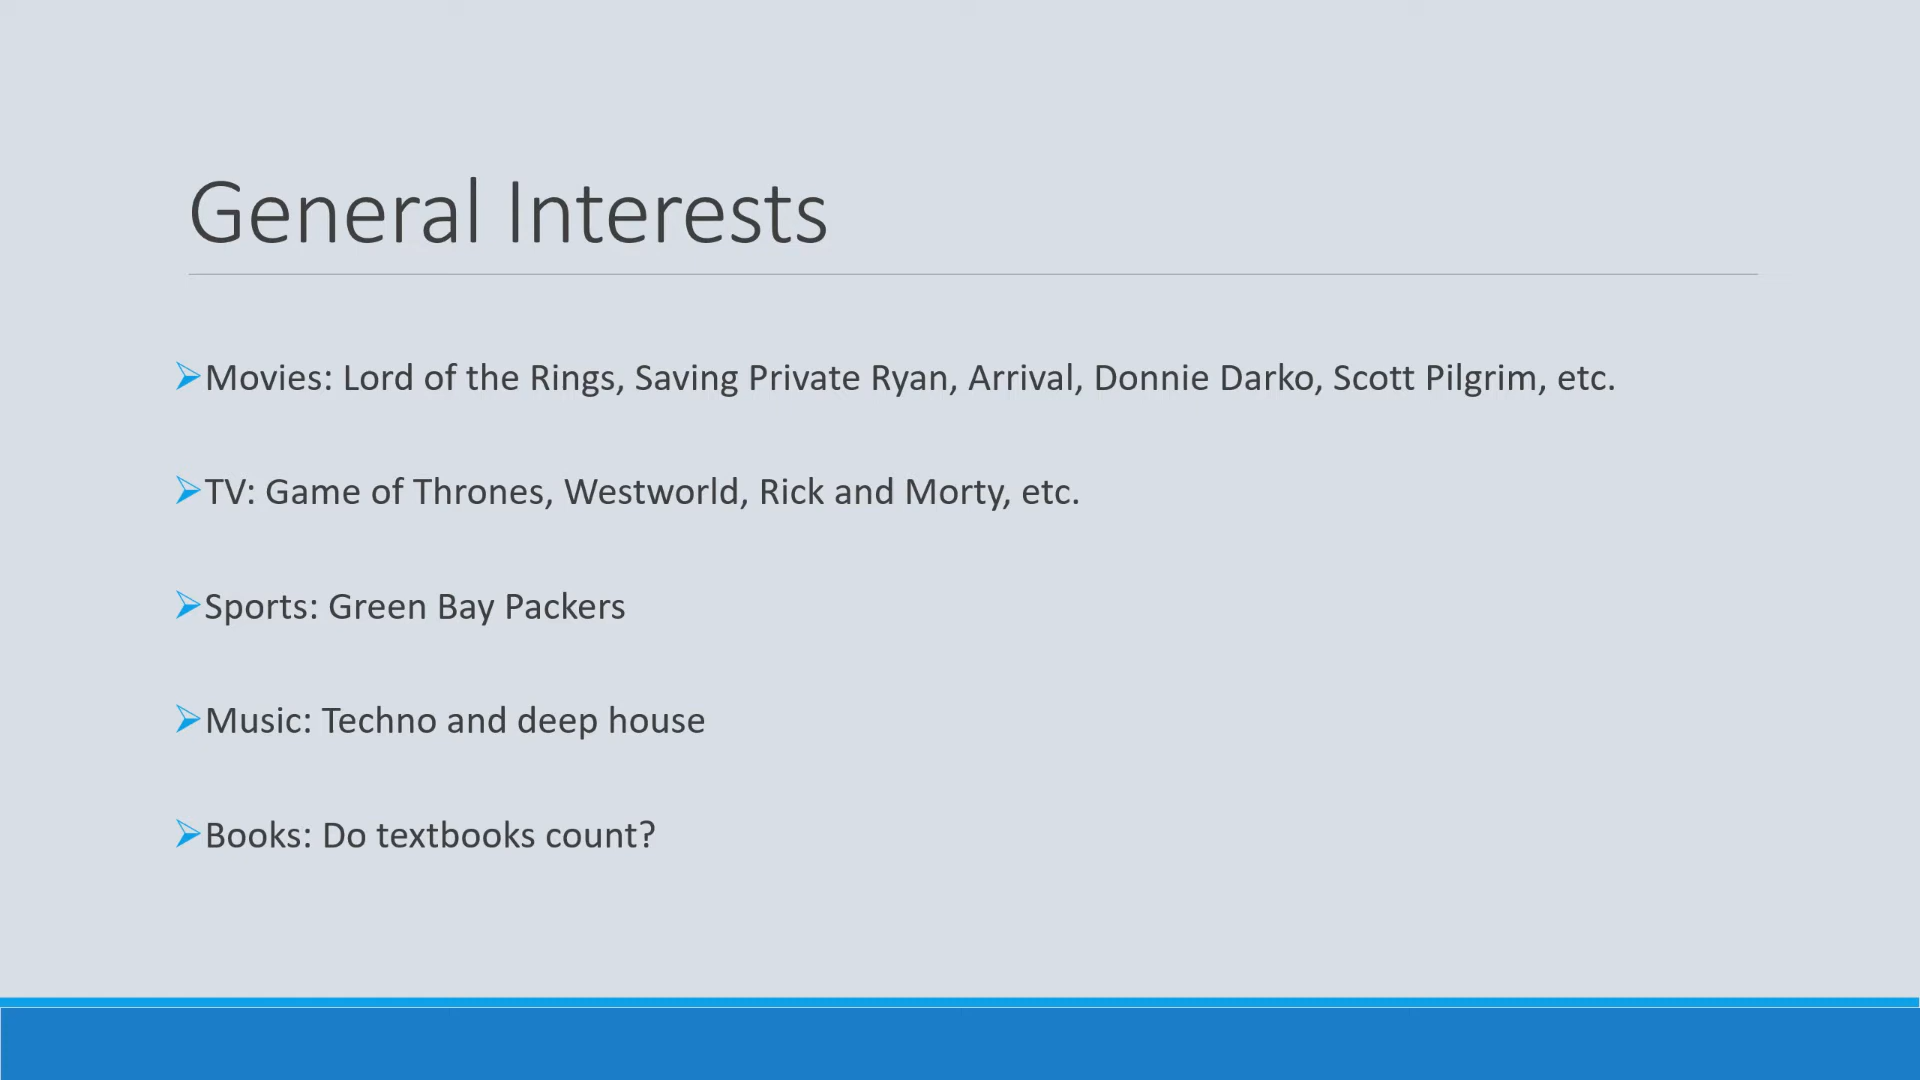 General Interests
Movies: Lord of the Rings, Saving Private Ryan, Arrival, Donnie Darko, Scott Pilgrim, etc.
TV: Game of Thrones, Westworld, Rick and Morty, etc.
Sports: Green Bay Packers
Music: Techno and deep house
Books: Do textbooks count?